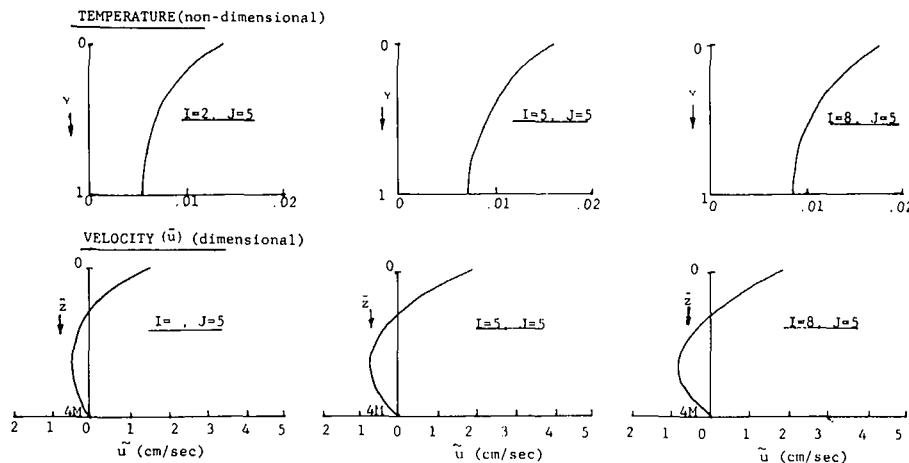 TEMPERATURE (non-dimensional)
0 0 0
γ γ γ
I=2, J=5 I=5, J=5 I=8, J=5
1 1 1
0 .01 .02 0 .01 .02 0 .01 .02
VELOCITY (ū) (dimensional)
0 0 0
z̄ z̄ z̄
I= , J=5 I=5, J=5 I=8, J=5
4M 4M 4M
2 1 0 1 2 3 4 5 2 1 0 1 2 3 4 5 2 1 0 1 2 3 4 5
ũ (cm/sec) ũ (cm/sec) ũ (cm/sec)